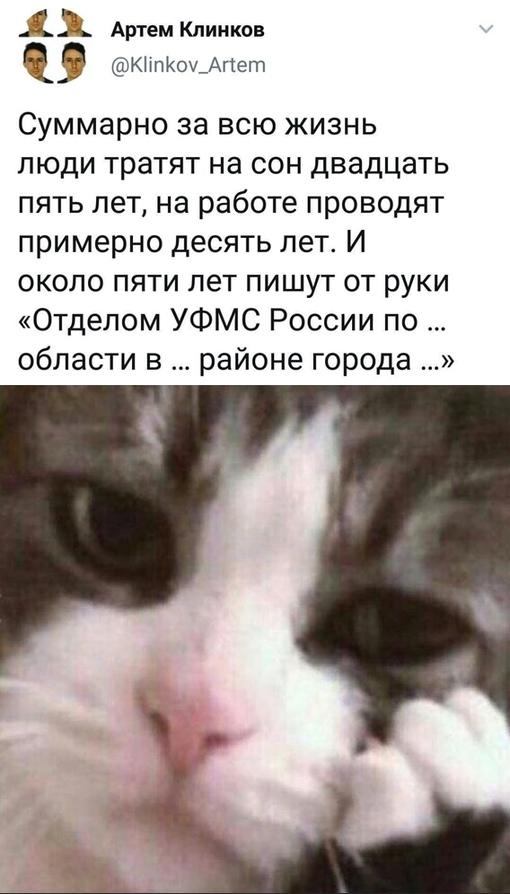 Артем Клинков
@Klinkov_Artem
Суммарно за всю жизнь
люди тратят на сон двадцать
пять лет, на работе проводят
примерно десять лет. И
около пяти лет пишут от руки
«Отделом УФМС России по ...
области в ... районе города ...»